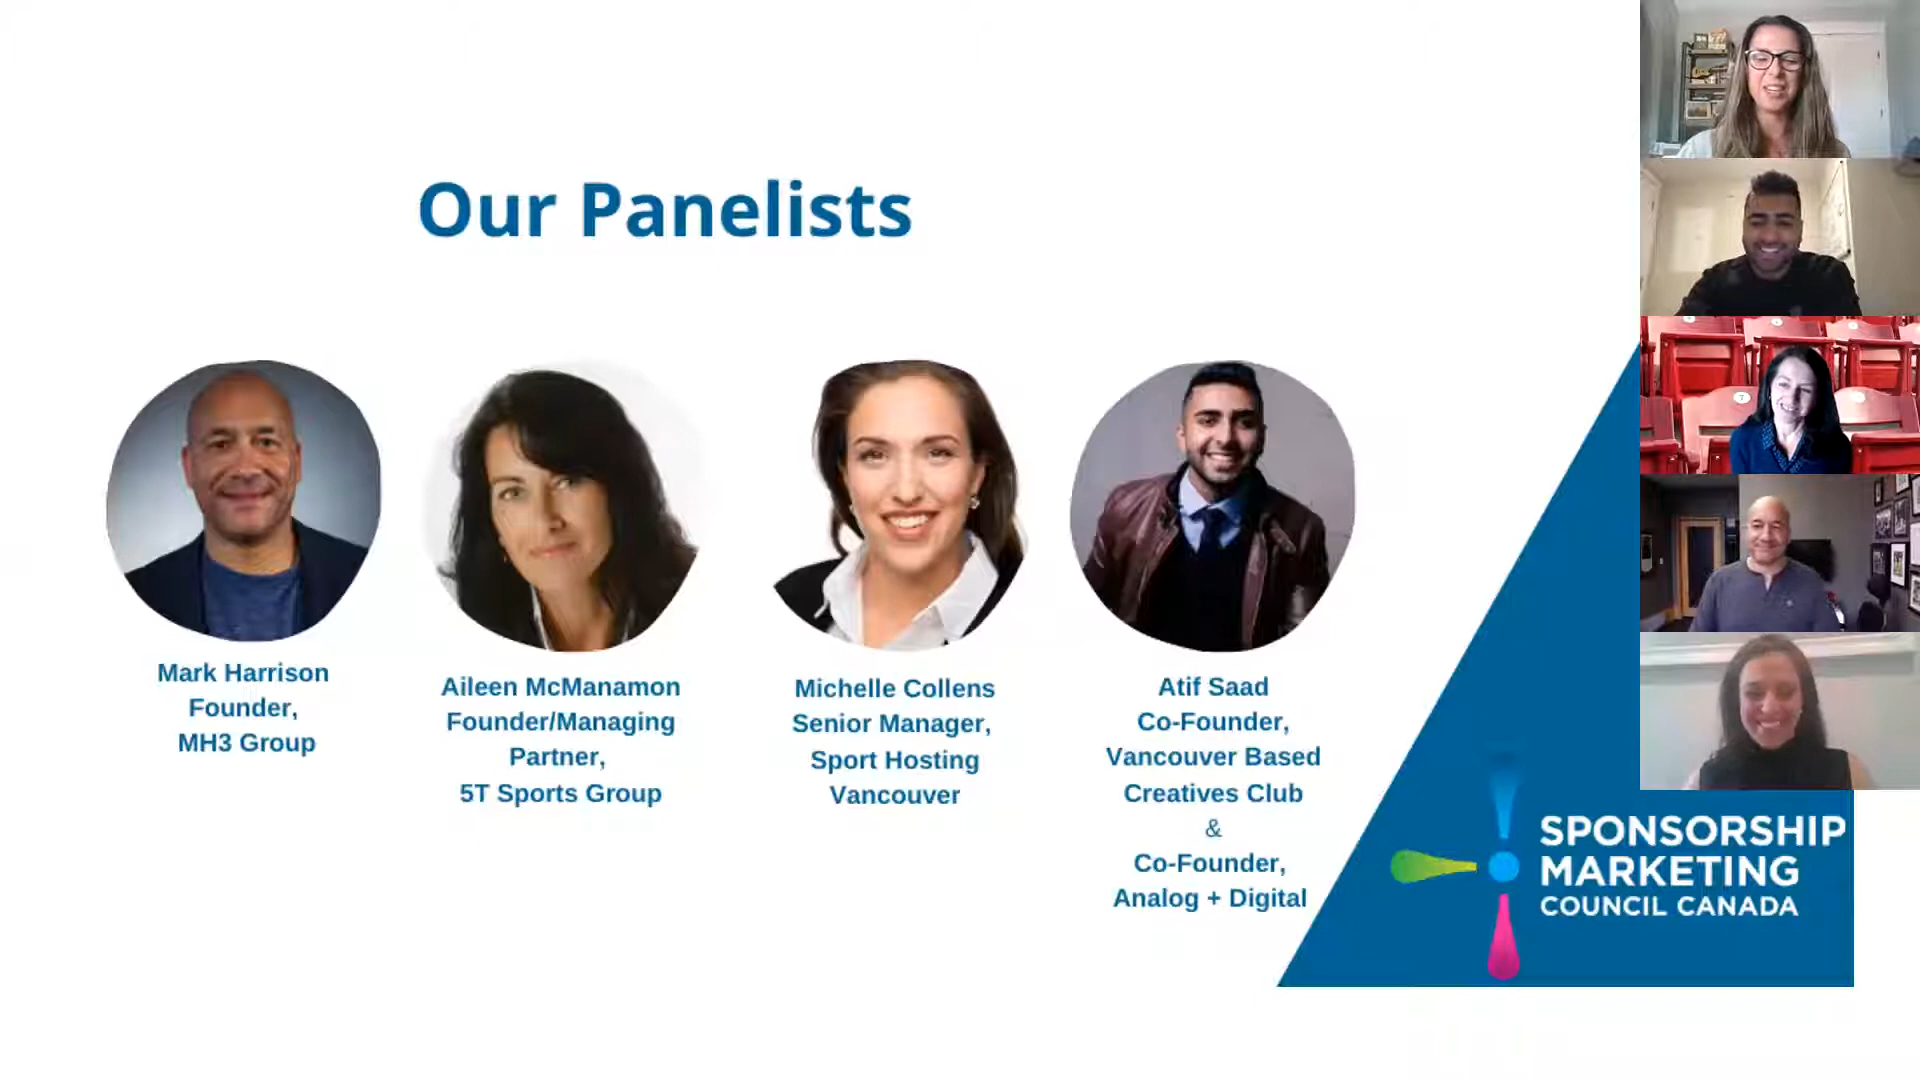 Our Panelists
Mark Harrison
Founder,
MH3 Group
Aileen McManamon
Founder/Managing
Partner,
5T Sports Group
Michelle Collens
Senior Manager,
Sport Hosting
Vancouver
Atif Saad
Co-Founder,
Vancouver Based
Creatives Club
&
Co-Founder,
Analog + Digital
SPONSORSHIP
MARKETING
COUNCIL CANADA